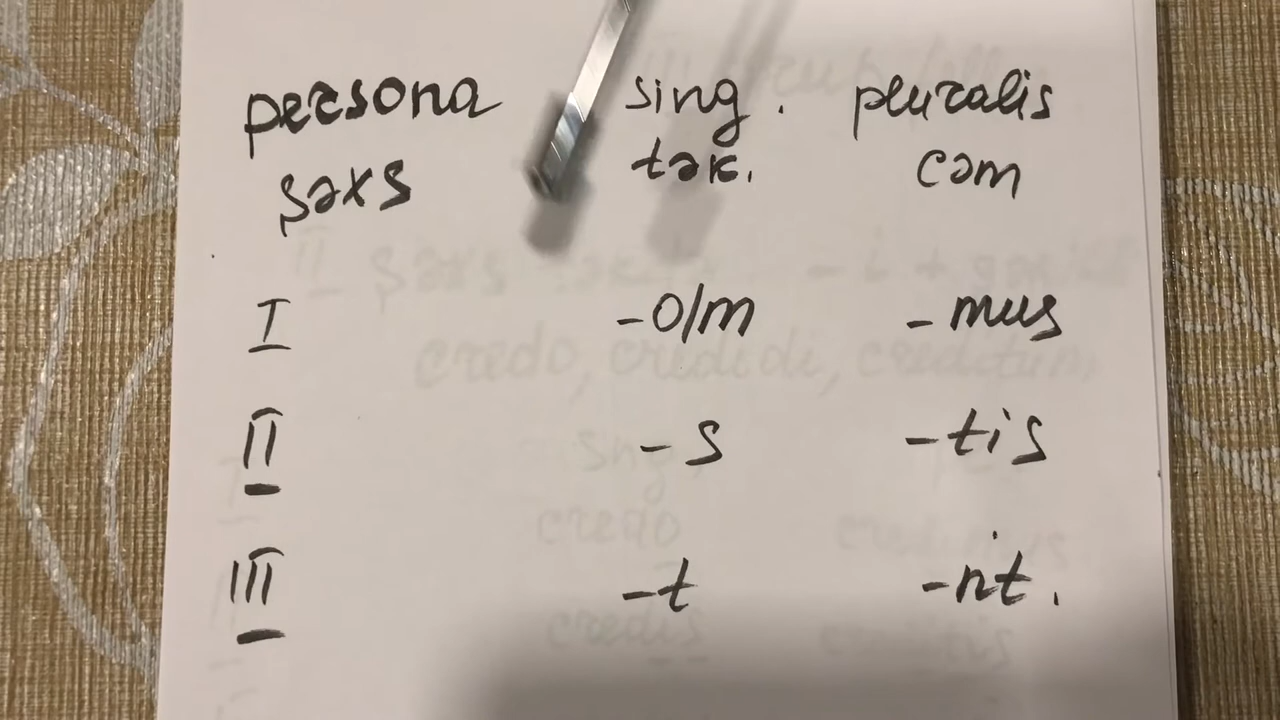 persona sing. pluralis
şəxs tək. cəm
I -o/m -mus
II -s -tis
III -t -nt.